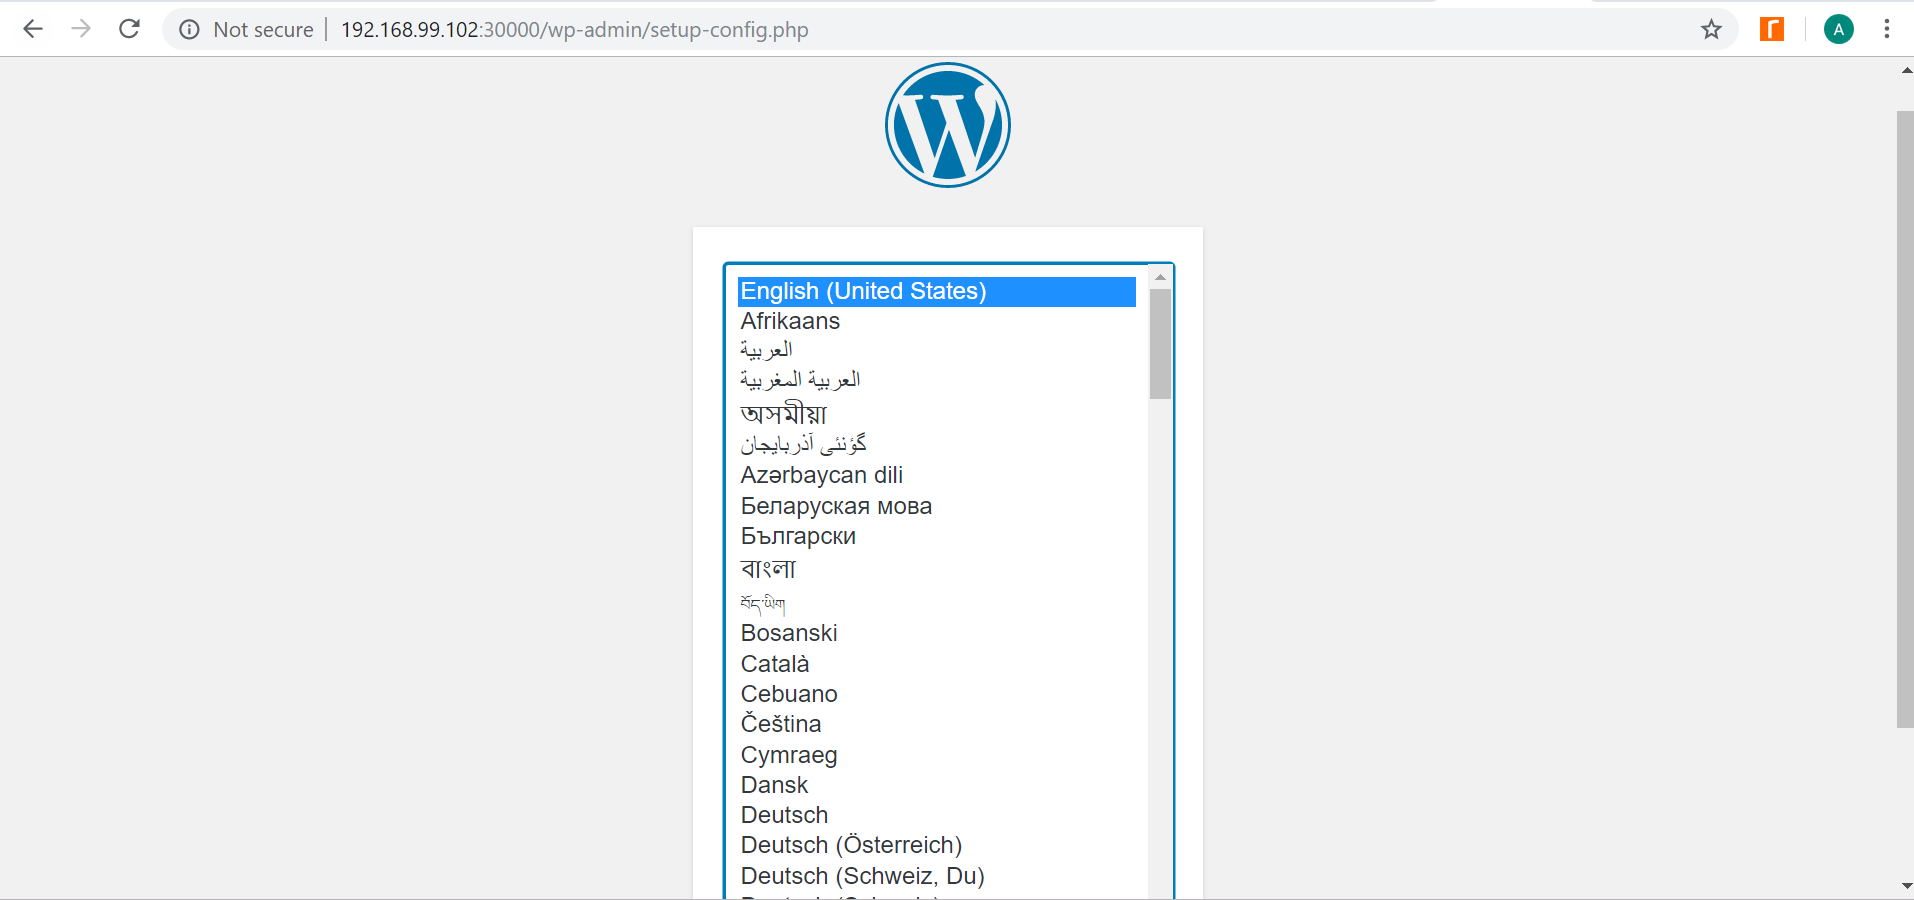 Not secure | 192.168.99.102:30000/wp-admin/setup-config.php
A
English (United States)
Afrikaans
العربية
العربية المغربية
অসমীয়া
گؤنئی آذربایجان
Azərbaycan dili
Беларуская мова
Български
বাংলা
བོད་ཡིག
Bosanski
Català
Cebuano
Čeština
Cymraeg
Dansk
Deutsch
Deutsch (Österreich)
Deutsch (Schweiz, Du)